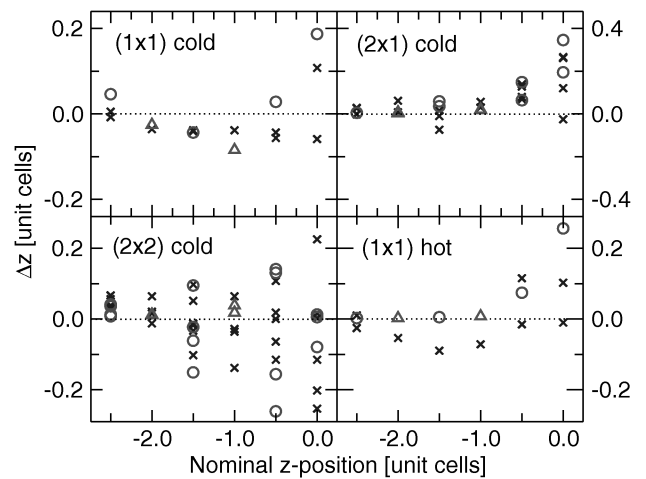 0.2
(1x1) cold
(2x1) cold
0.4
0.0
0.0
-0.2
-0.4
Δz [unit cells]
0.2
(2x2) cold
(1x1) hot
0.2
0.0
0.0
-0.2
-0.2
-2.0 -1.0 0.0 -2.0 -1.0 0.0
Nominal z-position [unit cells]